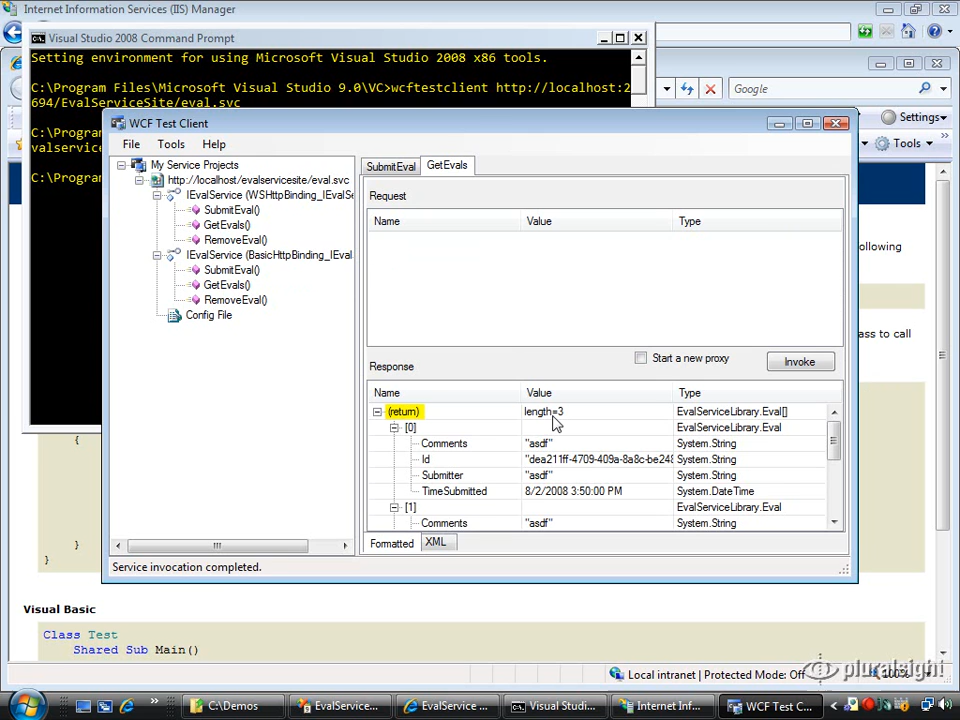 Internet Information Services (IIS) Manager
Visual Studio 2008 Command Prompt
Setting environment for using Microsoft Visual Studio 2008 x86 tools.
C:\Program Files\Microsoft Visual Studio 9.0\VC>wcftestclient http://localhost:2
694/EvalServiceSite/eval.svc
C:\Progra
valservice
C:\Progra
Google
Settings
Tools
WCF Test Client
File Tools Help
My Service Projects
http://localhost/evalservicesite/eval.svc
IEvalService (WSHttpBinding_IEvalSe
SubmitEval()
GetEvals()
RemoveEval()
IEvalService (BasicHttpBinding_IEval
SubmitEval()
GetEvals()
RemoveEval()
Config File
SubmitEval GetEvals
Request
Name Value Type
Response
Start a new proxy
Invoke
Name Value Type
(return) length=3 EvalServiceLibrary.Eval[]
[0] EvalServiceLibrary.Eval
Comments "asdf" System.String
Id "dea211ff-4709-409a-8a8c-be248 System.String
Submitter "asdf" System.String
TimeSubmitted 8/2/2008 3:50:00 PM System.DateTime
[1] EvalServiceLibrary.Eval
Comments "asdf" System.String
Formatted XML
Service invocation completed.
ollowing
ass to call
{
}
}
Visual Basic
Class Test
Shared Sub Main()
Local intranet | Protected Mode: Off
100%
pluralsight
C:\Demos
EvalService...
EvalService ...
Visual Studi...
Internet Inf...
WCF Test C...